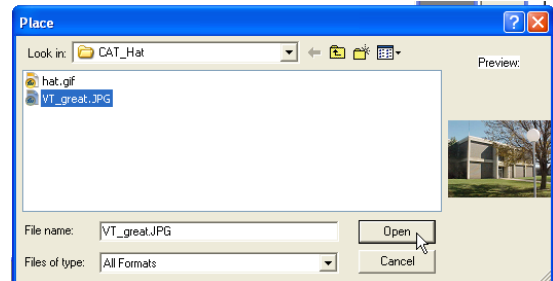 Place
Look in: CAT_Hat
Preview:
hat.gif
VT_great.JPG
File name: VT_great.JPG Open
Files of type: All Formats Cancel